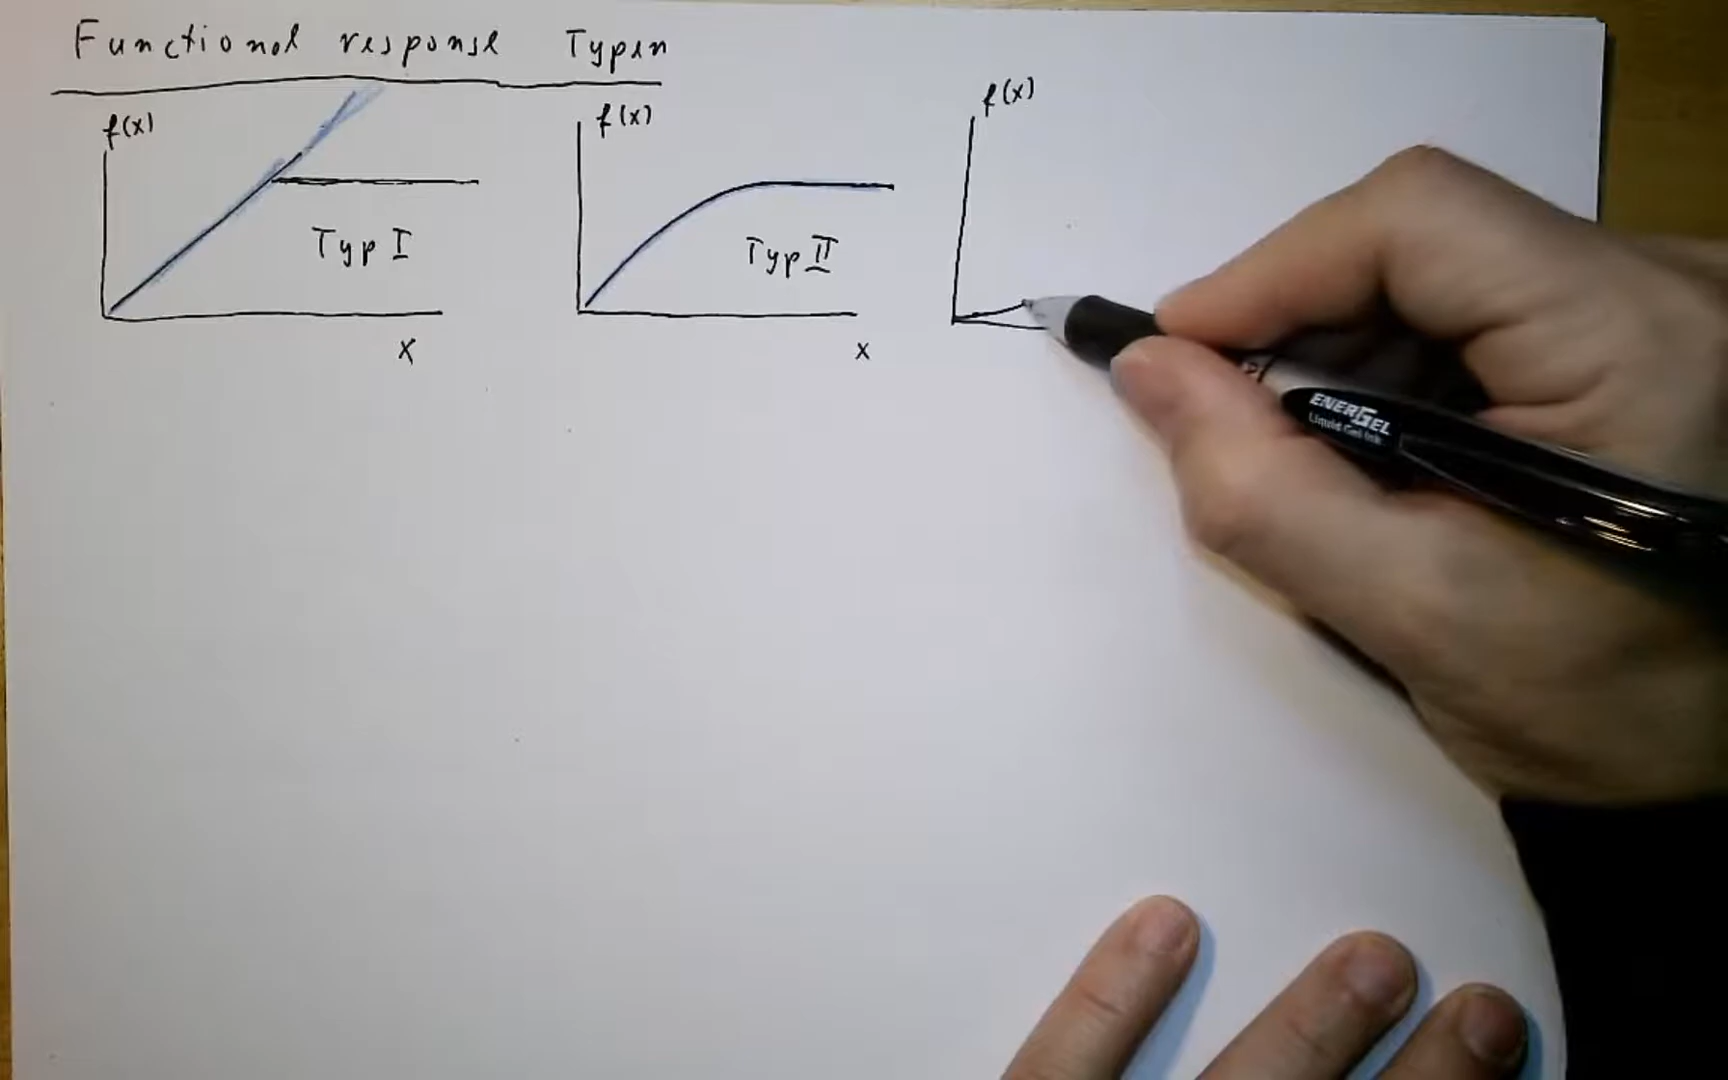 Functional response Typen
f(x)
f(x)
f(x)
Typ I
Typ II
x
x
ENERGEL
Liquid Gel Ink